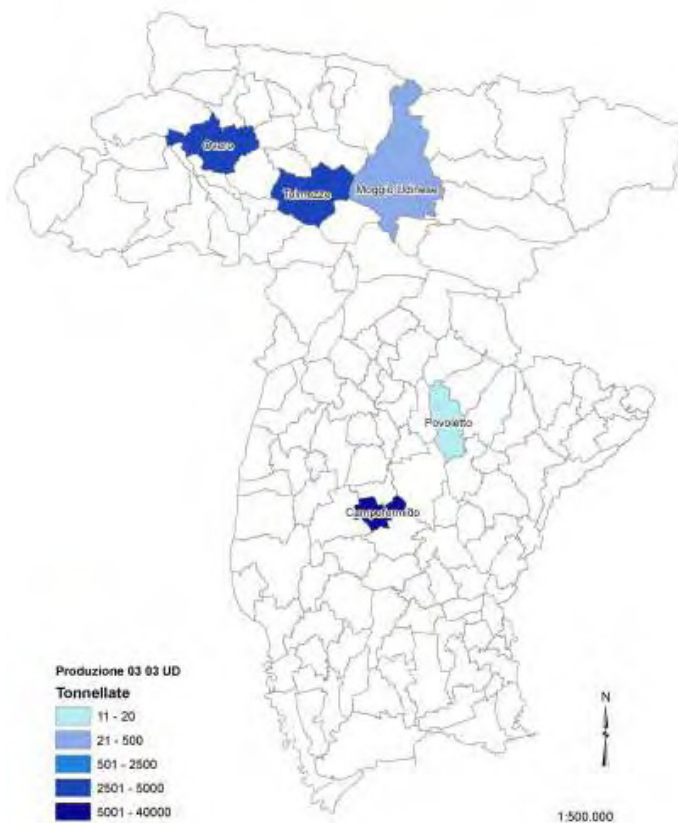 Ovaro
Tolmezzo
Moggio Udinese
Povoletto
Campoformido
Produzione 03 03 UD
Tonnellate
11 - 20
21 - 500
501 - 2500
2501 - 5000
5001 - 40000
N
1:500.000